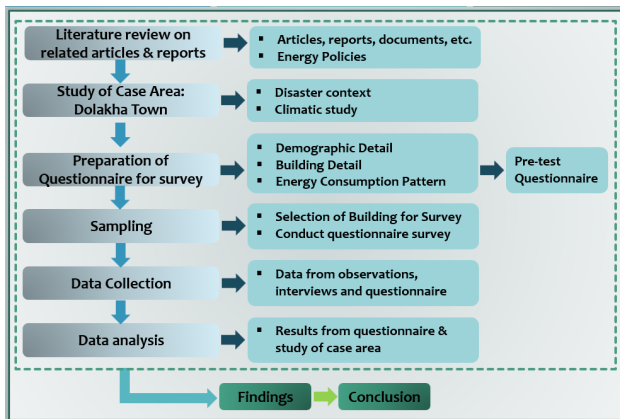 Literature review on
related articles & reports
▪ Articles, reports, documents, etc.
▪ Energy Policies
Study of Case Area:
Dolakha Town
▪ Disaster context
▪ Climatic study
Preparation of
Questionnaire for survey
▪ Demographic Detail
▪ Building Detail
▪ Energy Consumption Pattern
Pre-test
Questionnaire
Sampling
▪ Selection of Building for Survey
▪ Conduct questionnaire survey
Data Collection
▪ Data from observations,
interviews and questionnaire
Data analysis
▪ Results from questionnaire &
study of case area
Findings
Conclusion